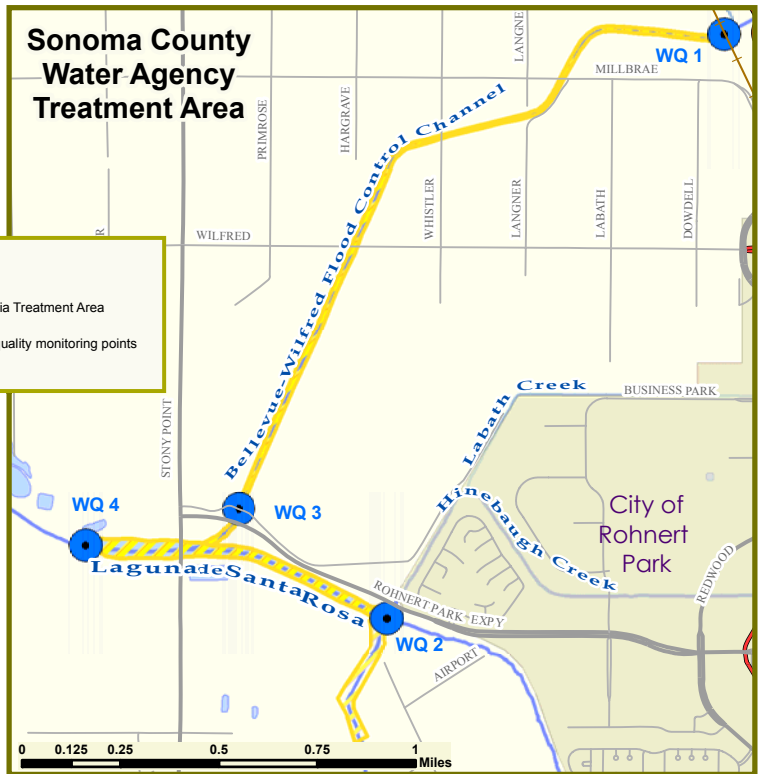 Sonoma County
Water Agency
Treatment Area
LANGNE
WQ 1
MILLBRAE
PRIMROSE
HARGRAVE
Bellevue-Wilfred Flood Control Channel
WHISTLER
LANGNER
LABATH
DOWDELL
R
WILFRED
ia Treatment Area
uality monitoring points
STONY POINT
Labath Creek
BUSINESS PARK
WQ 4
WQ 3
Hinebaugh Creek
City of
Rohnert
Park
REDWOOD
Laguna de Santa Rosa
ROHNERT PARK EXPY
WQ 2
AIRPORT
0 0.125 0.25 0.5 0.75 1
Miles